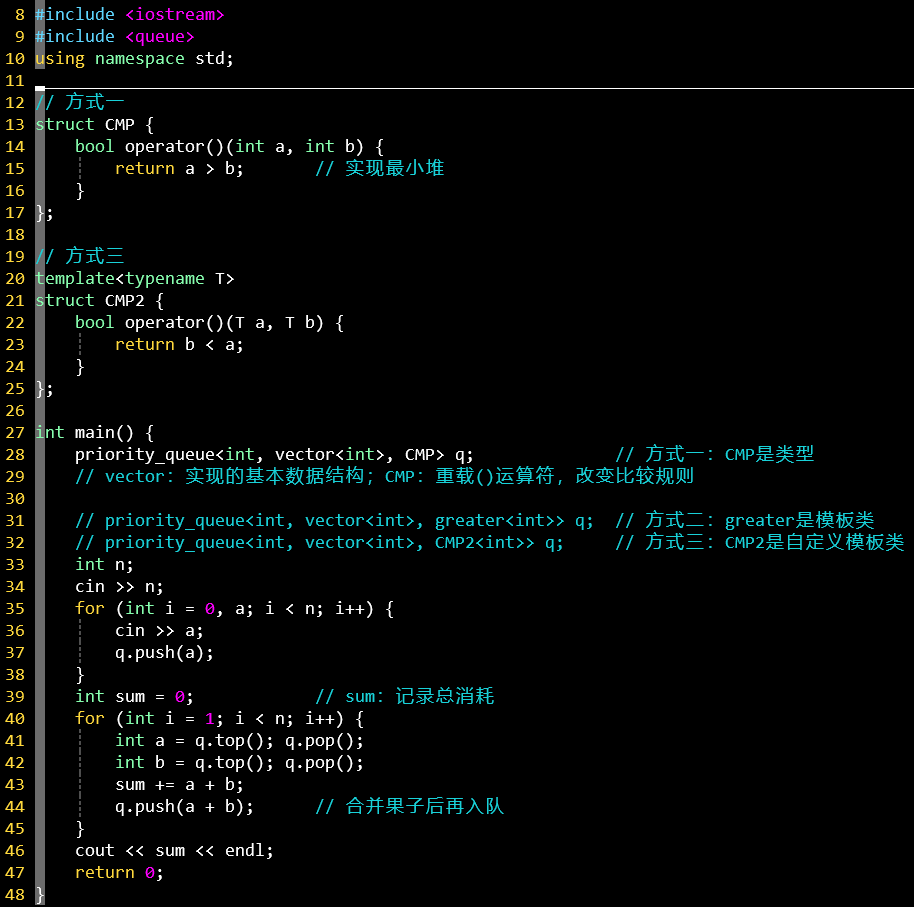 8 #include <iostream>
9 #include <queue>
10 using namespace std;
11
12 // 方式一
13 struct CMP {
14     bool operator()(int a, int b) {
15         return a > b;       // 实现最小堆
16     }
17 };
18
19 // 方式三
20 template<typename T>
21 struct CMP2 {
22     bool operator()(T a, T b) {
23         return b < a;
24     }
25 };
26
27 int main() {
28     priority_queue<int, vector<int>, CMP> q;              // 方式一：CMP是类型
29     // vector：实现的基本数据结构；CMP：重载()运算符，改变比较规则
30
31     // priority_queue<int, vector<int>, greater<int>> q;  // 方式二：greater是模板类
32     // priority_queue<int, vector<int>, CMP2<int>> q;     // 方式三：CMP2是自定义模板类
33     int n;
34     cin >> n;
35     for (int i = 0, a; i < n; i++) {
36         cin >> a;
37         q.push(a);
38     }
39     int sum = 0;            // sum：记录总消耗
40     for (int i = 1; i < n; i++) {
41         int a = q.top(); q.pop();
42         int b = q.top(); q.pop();
43         sum += a + b;
44         q.push(a + b);      // 合并果子后再入队
45     }
46     cout << sum << endl;
47     return 0;
48 }